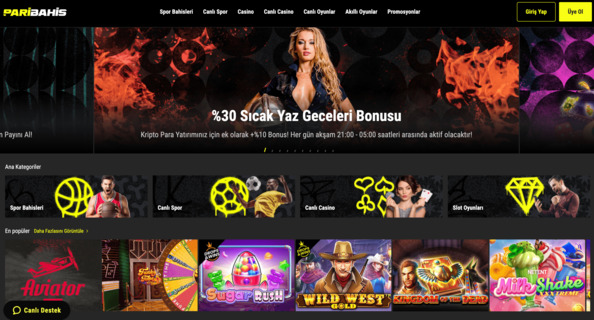 PARIBAHIS
Spor Bahisleri Canlı Spor Casino Canlı Casino Canlı Oyunlar Akıllı Oyunlar Promosyonlar
Giriş Yap
Üye Ol
%30 Sıcak Yaz Geceleri Bonusu
n Payını Al!
Kripto Para Yatırımınız için ek olarak +%10 Bonus! Her gün akşam 21:00 - 05:00 saatleri arasında aktif olacaktır!
Ana Kategoriler
Spor Bahisleri
Canlı Spor
Canlı Casino
Slot Oyunları
En popüler Daha Fazlasını Görüntüle >
Aviator
SUGAR RUSH
WILD WEST
GOLD
KINGDOM OF THE DEAD
NETENT
Milk Shake
XXXTREME
Canlı Destek